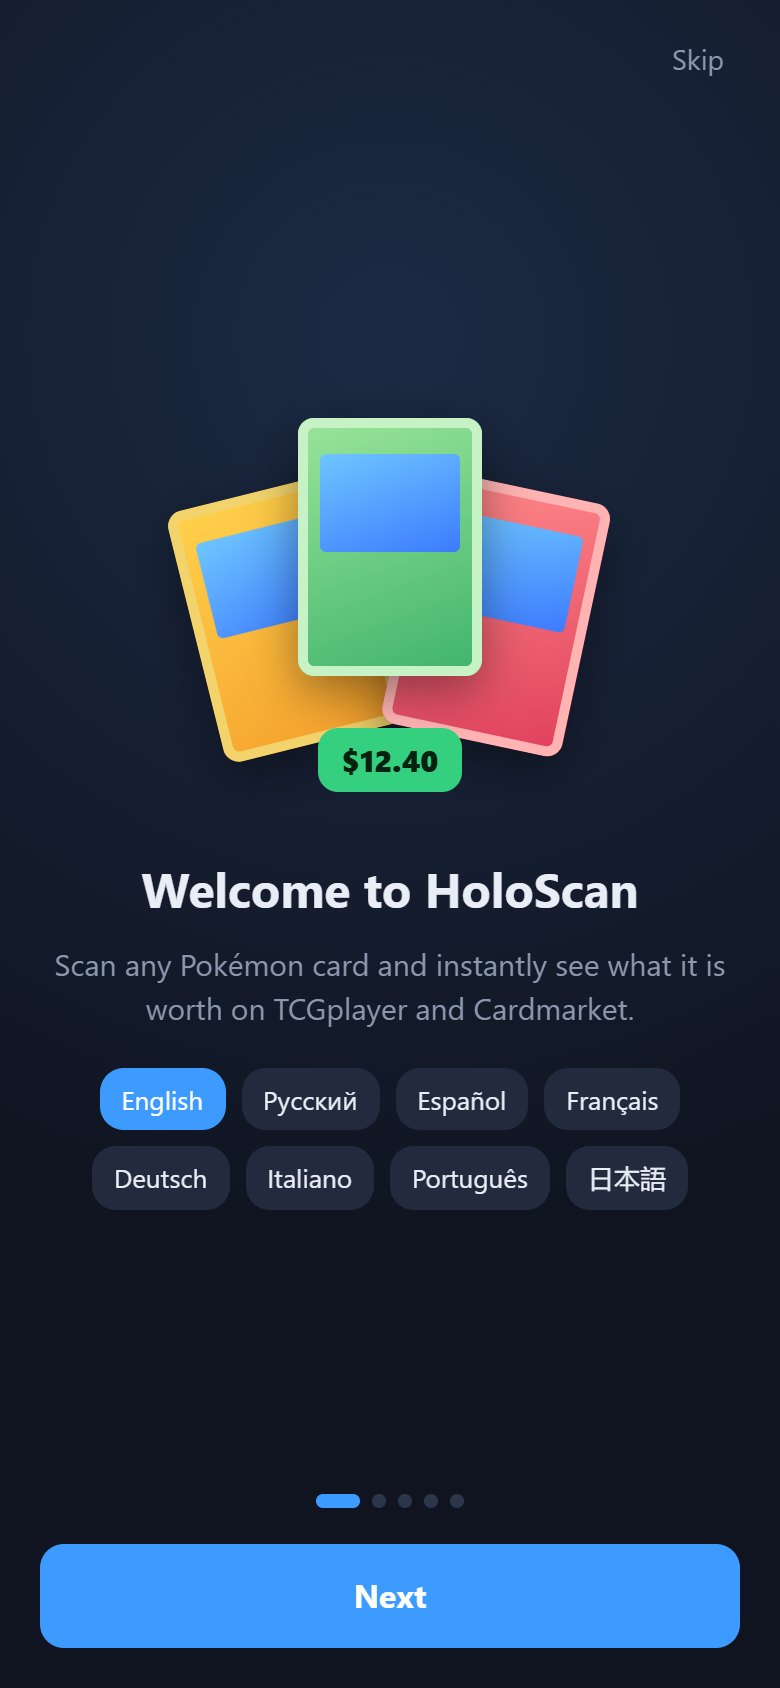 Skip
$12.40
Welcome to HoloScan
Scan any Pokémon card and instantly see what it is
worth on TCGplayer and Cardmarket.
English Русский Español Français
Deutsch Italiano Português 日本語
Next